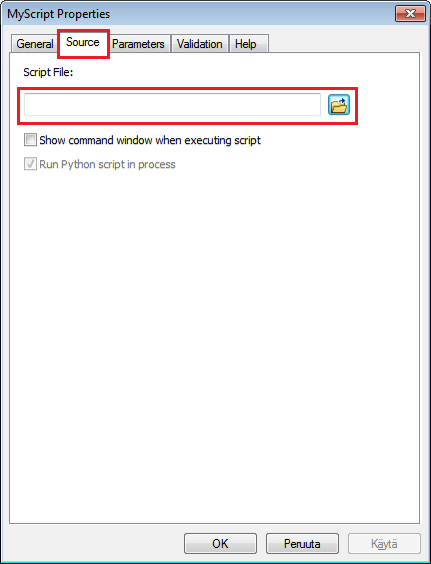 MyScript Properties
General Source Parameters Validation Help
Script File:
Show command window when executing script
Run Python script in process
OK Peruuta Käytä